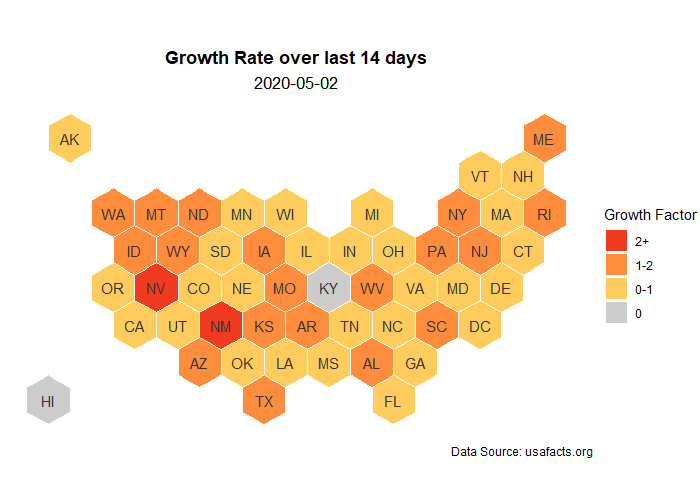 Growth Rate over last 14 days
2020-05-02
AK
ME
VT NH
WA MT ND MN WI MI NY MA RI
ID WY SD IA IL IN OH PA NJ CT
OR NV CO NE MO KY WV VA MD DE
CA UT NM KS AR TN NC SC DC
AZ OK LA MS AL GA
HI TX FL
Growth Factor
2+
1-2
0-1
0
Data Source: usafacts.org